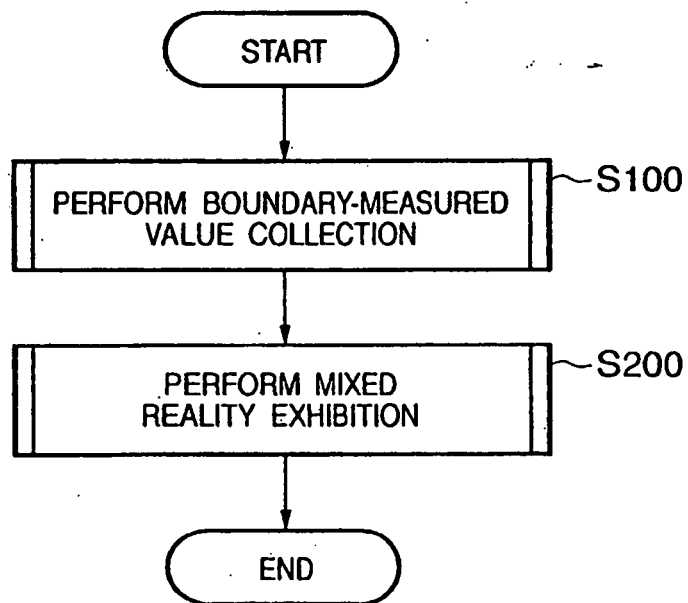 START
PERFORM BOUNDARY-MEASURED
VALUE COLLECTION
S100
PERFORM MIXED
REALITY EXHIBITION
S200
END